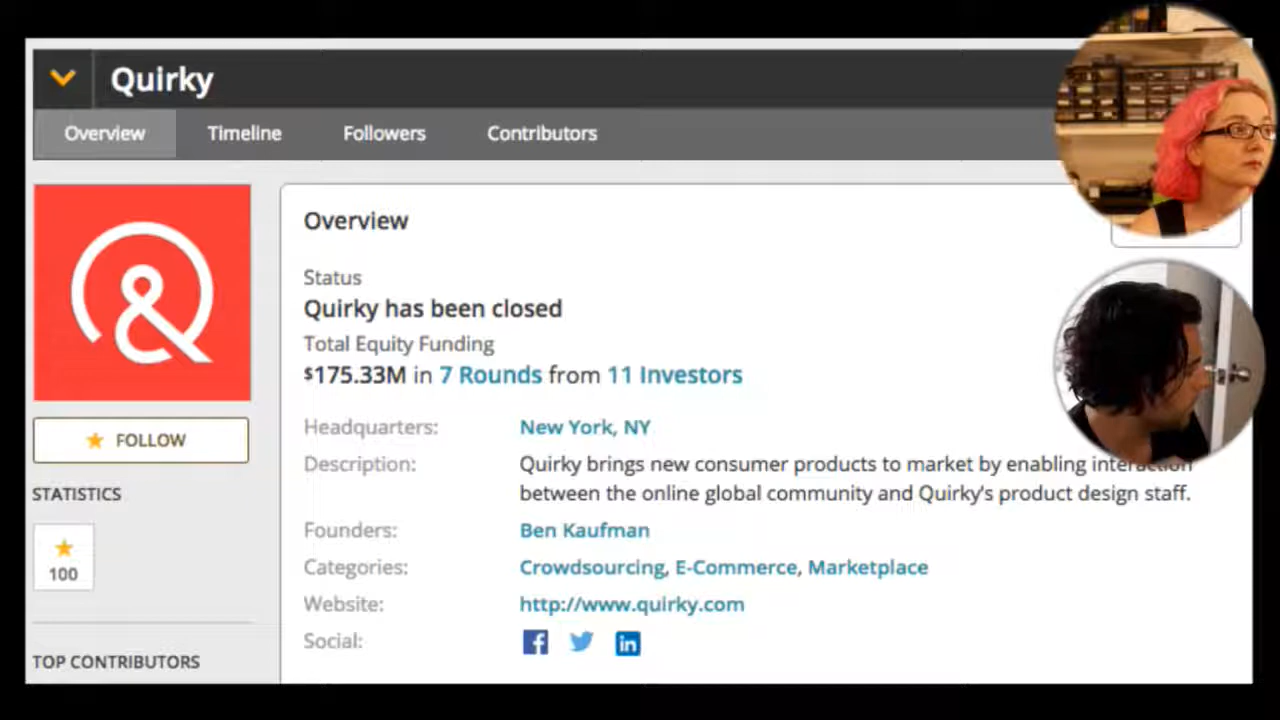 Quirky
Overview Timeline Followers Contributors
Overview
Status
Quirky has been closed
Total Equity Funding
$175.33M in 7 Rounds from 11 Investors
Headquarters: New York, NY
Description: Quirky brings new consumer products to market by enabling interaction
between the online global community and Quirky's product design staff.
Founders: Ben Kaufman
Categories: Crowdsourcing, E-Commerce, Marketplace
Website: http://www.quirky.com
Social:
&
FOLLOW
STATISTICS
100
TOP CONTRIBUTORS